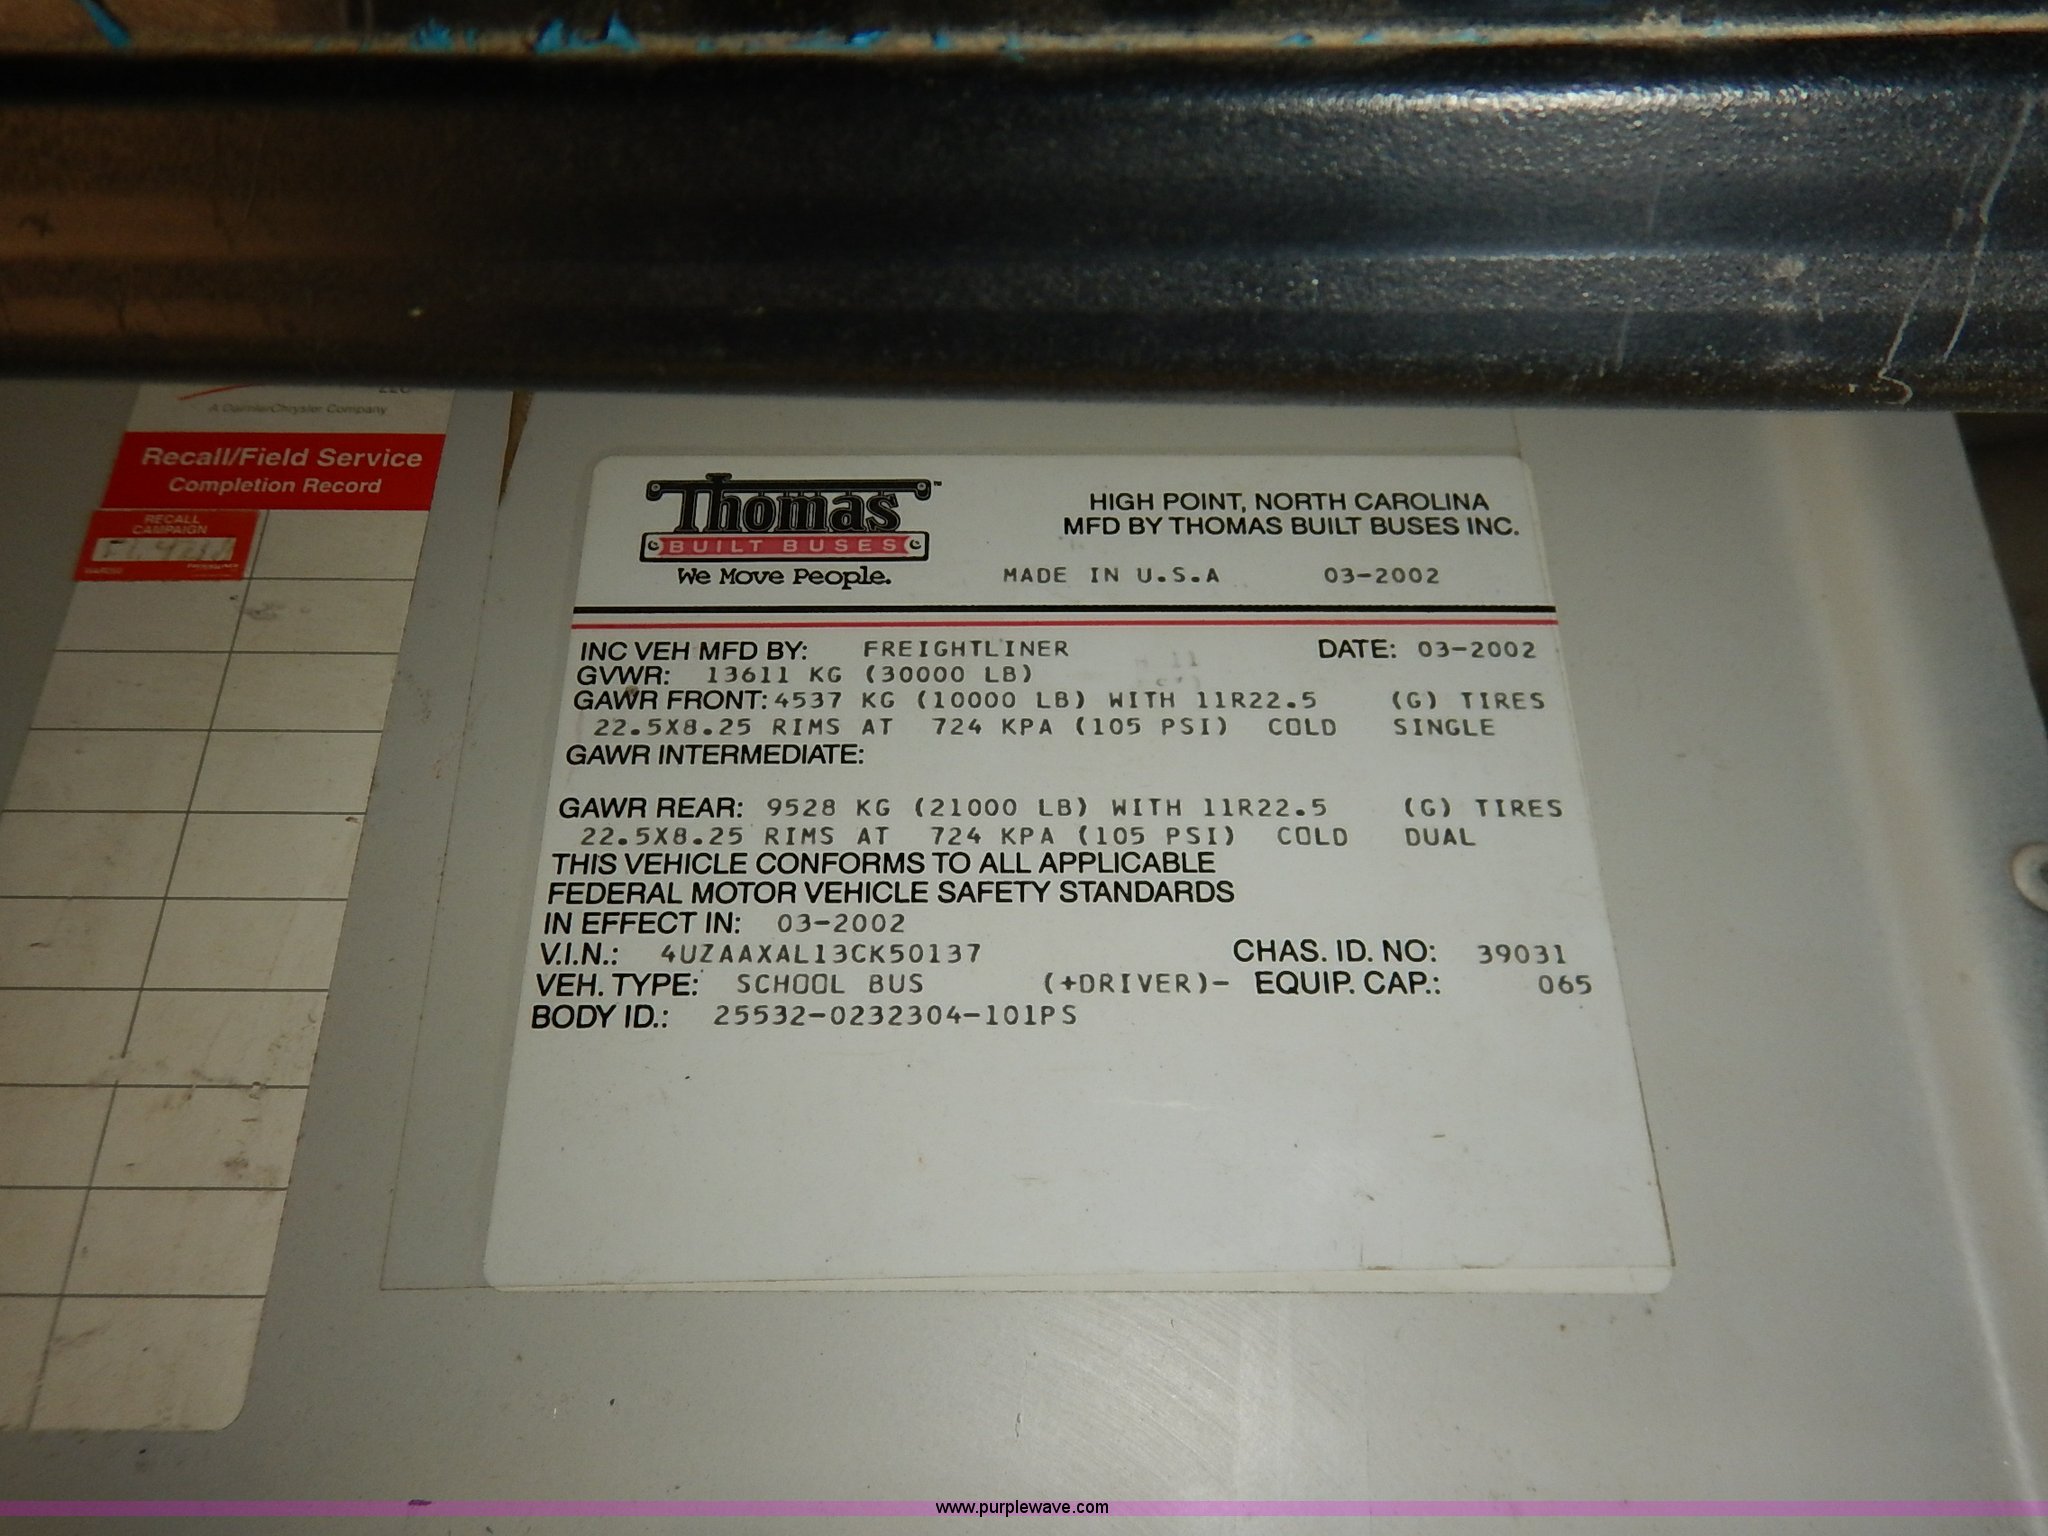 A DaimlerChrysler Company
Recall/Field Service
Completion Record
RECALL
CAMPAIGN
Thomas
BUILT BUSES
We Move People.
HIGH POINT, NORTH CAROLINA
MFD BY THOMAS BUILT BUSES INC.
MADE IN U.S.A 03-2002
INC VEH MFD BY: FREIGHTLINER DATE: 03-2002
GVWR: 13611 KG (30000 LB)
GAWR FRONT: 4537 KG (10000 LB) WITH 11R22.5 (G) TIRES
22.5X8.25 RIMS AT 724 KPA (105 PSI) COLD SINGLE
GAWR INTERMEDIATE:
GAWR REAR: 9528 KG (21000 LB) WITH 11R22.5 (G) TIRES
22.5X8.25 RIMS AT 724 KPA (105 PSI) COLD DUAL
THIS VEHICLE CONFORMS TO ALL APPLICABLE
FEDERAL MOTOR VEHICLE SAFETY STANDARDS
IN EFFECT IN: 03-2002
V.I.N.: 4UZAAXAL13CK50137 CHAS. ID. NO: 39031
VEH. TYPE: SCHOOL BUS (+DRIVER)- EQUIP. CAP.: 065
BODY ID.: 25532-0232304-101PS
www.purplewave.com